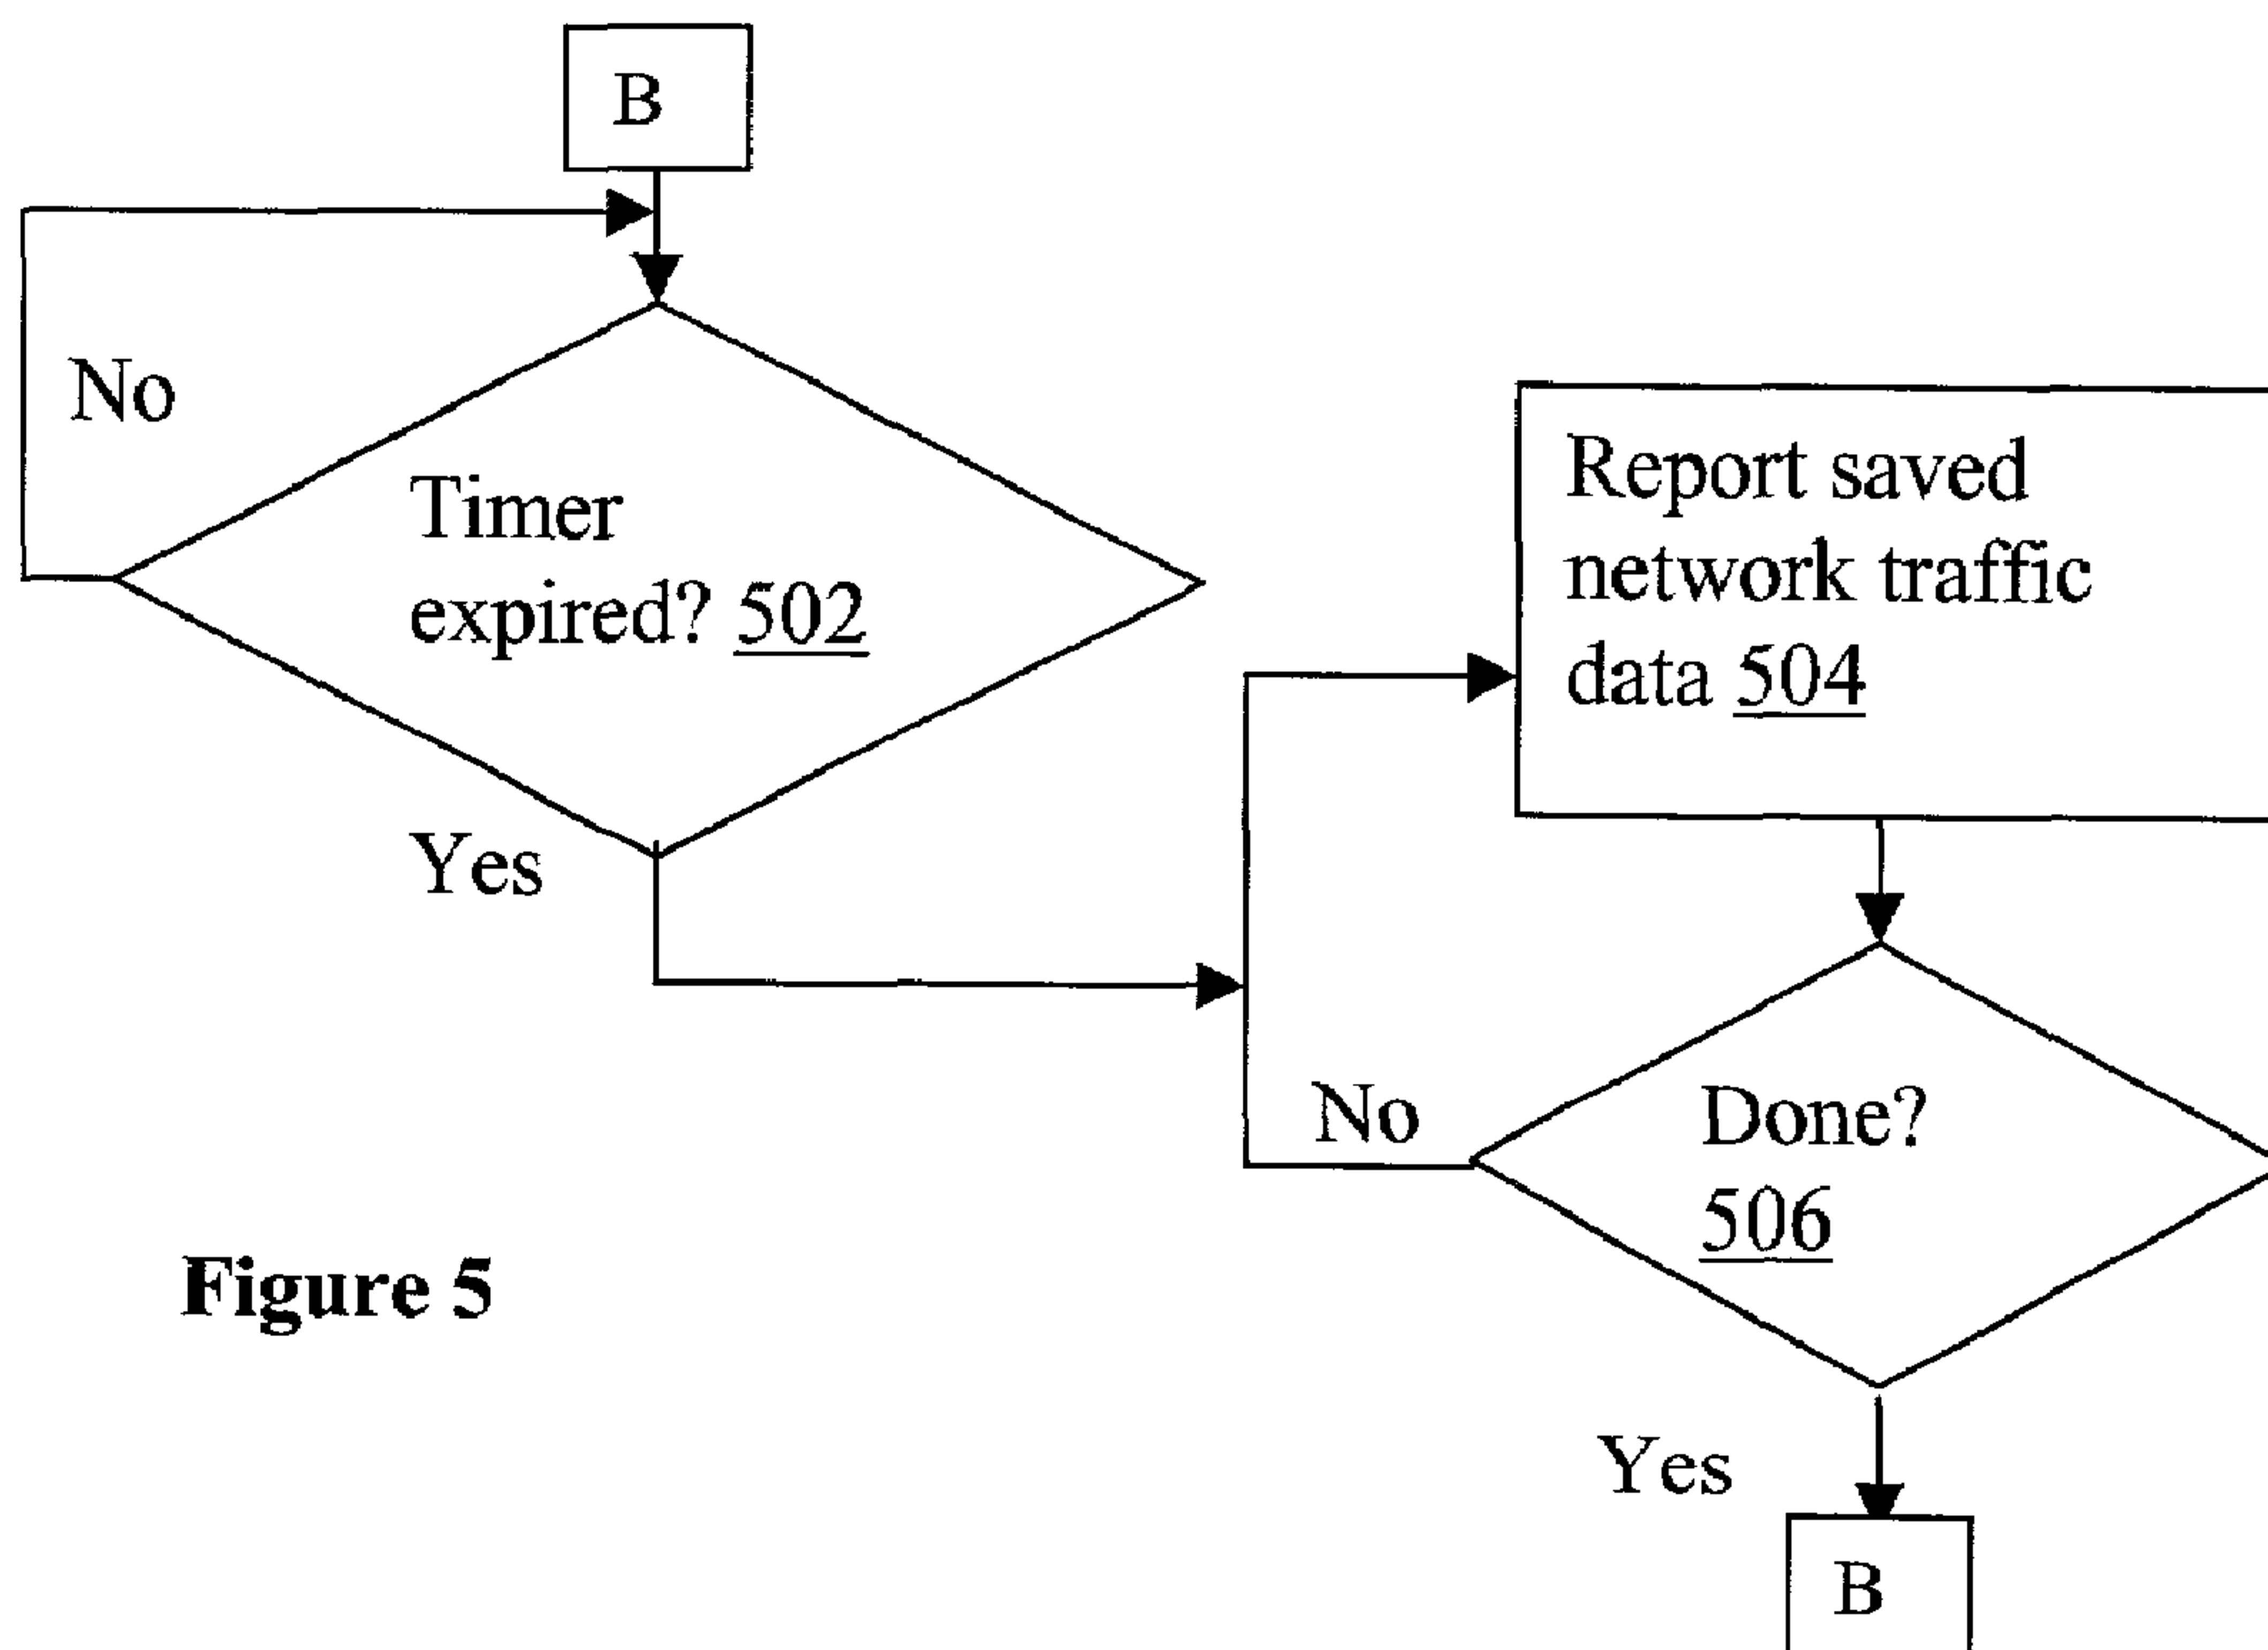 B
No
Timer
expired? 502
Yes
Report saved
network traffic
data 504
No
Done?
506
Yes
B
Figure 5